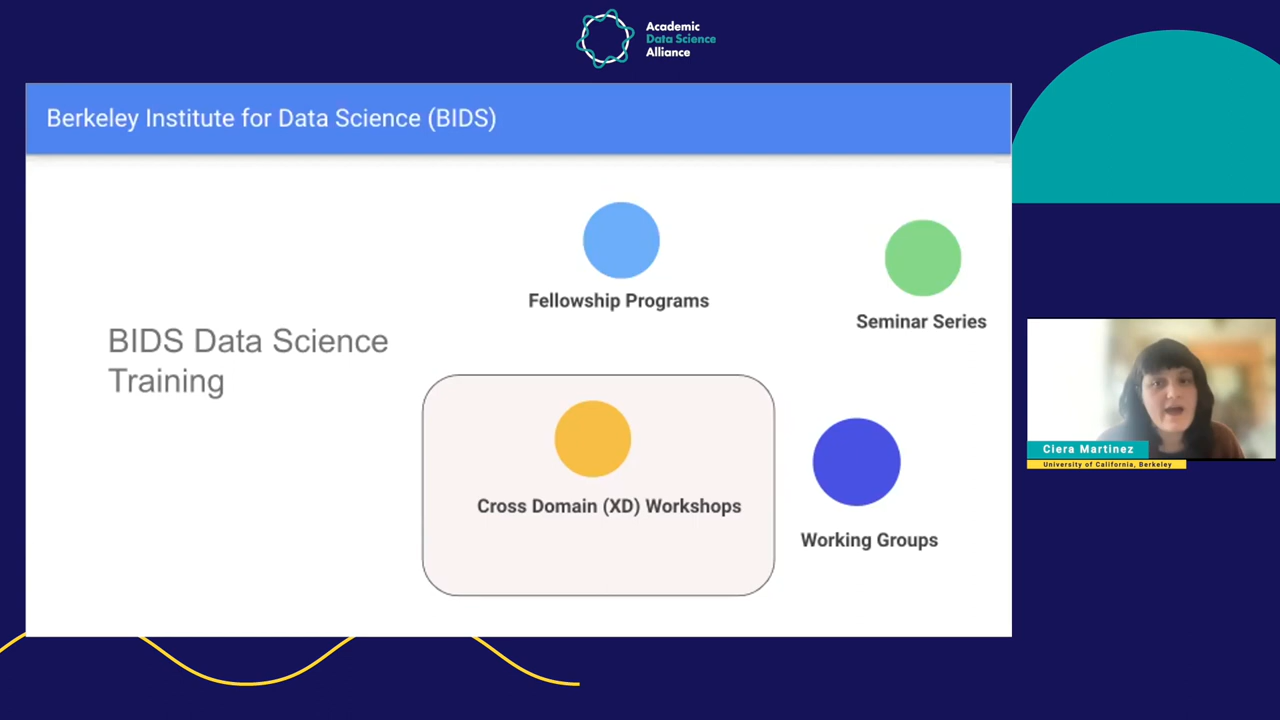 Academic
Data Science
Alliance
Berkeley Institute for Data Science (BIDS)
BIDS Data Science
Training
Fellowship Programs
Seminar Series
Cross Domain (XD) Workshops
Working Groups
Ciera Martinez
University of California, Berkeley